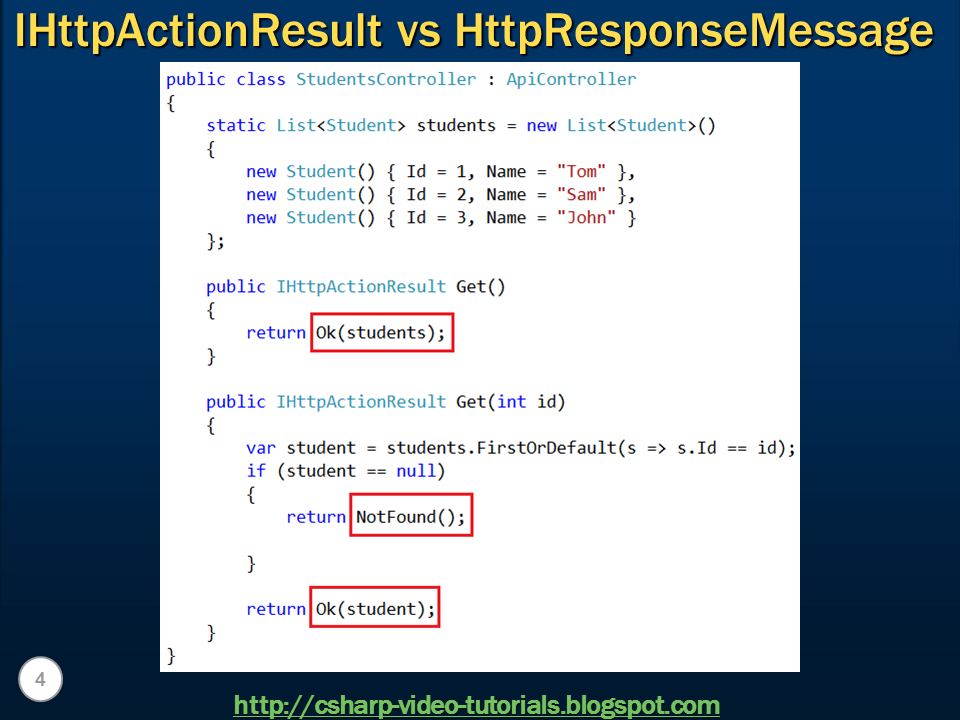 IHttpActionResult vs HttpResponseMessage
public class StudentsController : ApiController
{
    static List<Student> students = new List<Student>()
    {
        new Student() { Id = 1, Name = "Tom" },
        new Student() { Id = 2, Name = "Sam" },
        new Student() { Id = 3, Name = "John" }
    };
    public IHttpActionResult Get()
    {
        return Ok(students);
    }
    public IHttpActionResult Get(int id)
    {
        var student = students.FirstOrDefault(s => s.Id == id);
        if (student == null)
        {
            return NotFound();
        }
        return Ok(student);
    }
}
4
http://csharp-video-tutorials.blogspot.com